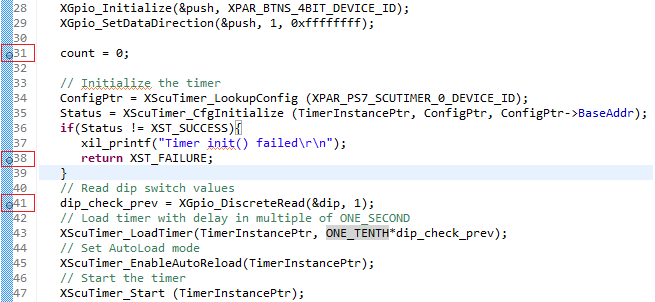 28 XGpio_Initialize(&push, XPAR_BTNS_4BIT_DEVICE_ID);
29 XGpio_SetDataDirection(&push, 1, 0xffffffff);
30
31 count = 0;
32
33 // Initialize the timer
34 ConfigPtr = XScuTimer_LookupConfig (XPAR_PS7_SCUTIMER_0_DEVICE_ID);
35 Status = XScuTimer_CfgInitialize (TimerInstancePtr, ConfigPtr, ConfigPtr->BaseAddr);
36 if(Status != XST_SUCCESS){
37 xil_printf("Timer init() failed\r\n");
38 return XST_FAILURE;
39 }
40 // Read dip switch values
41 dip_check_prev = XGpio_DiscreteRead(&dip, 1);
42 // Load timer with delay in multiple of ONE_SECOND
43 XScuTimer_LoadTimer(TimerInstancePtr, ONE_TENTH*dip_check_prev);
44 // Set AutoLoad mode
45 XScuTimer_EnableAutoReload(TimerInstancePtr);
46 // Start the timer
47 XScuTimer_Start (TimerInstancePtr);